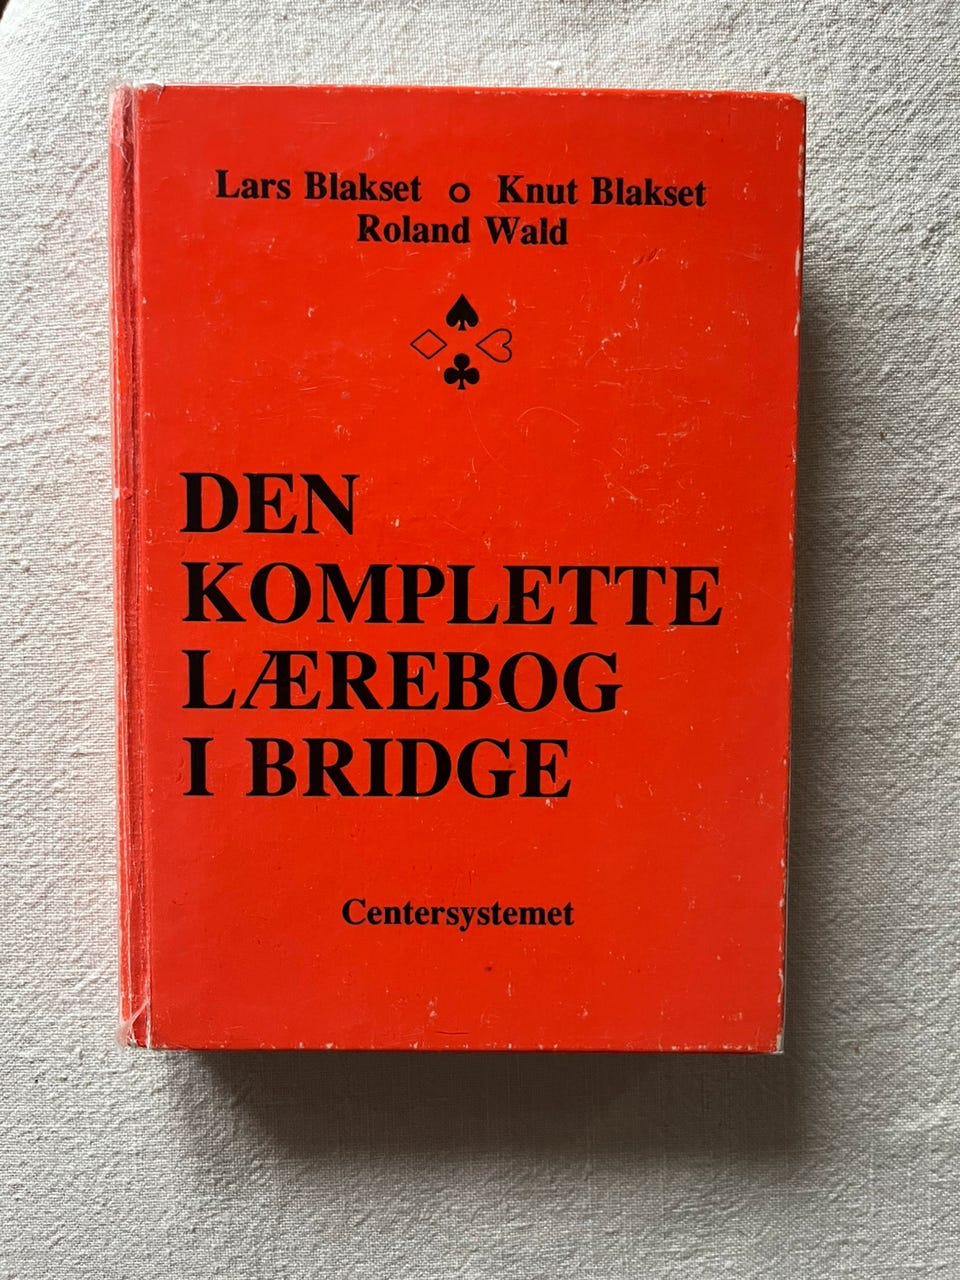 Lars Blakset o Knut Blakset
Roland Wald
DEN
KOMPLETTE
LÆREBOG
I BRIDGE
Centersystemet